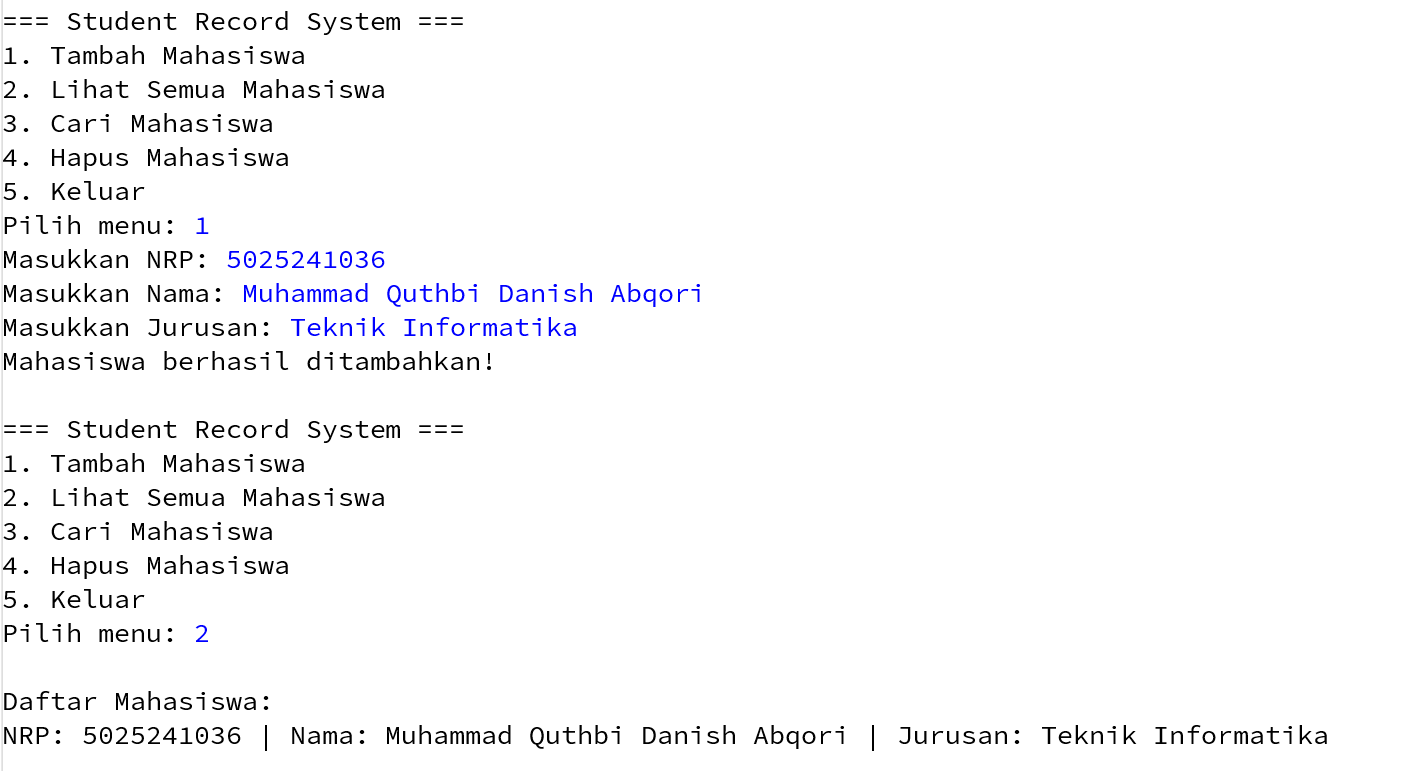 === Student Record System ===
1. Tambah Mahasiswa
2. Lihat Semua Mahasiswa
3. Cari Mahasiswa
4. Hapus Mahasiswa
5. Keluar
Pilih menu: 1
Masukkan NRP: 5025241036
Masukkan Nama: Muhammad Quthbi Danish Abqori
Masukkan Jurusan: Teknik Informatika
Mahasiswa berhasil ditambahkan!

=== Student Record System ===
1. Tambah Mahasiswa
2. Lihat Semua Mahasiswa
3. Cari Mahasiswa
4. Hapus Mahasiswa
5. Keluar
Pilih menu: 2

Daftar Mahasiswa:
NRP: 5025241036 | Nama: Muhammad Quthbi Danish Abqori | Jurusan: Teknik Informatika